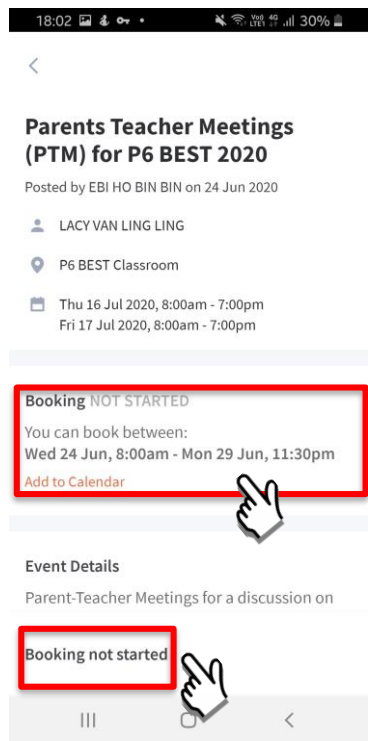 18:02 VoB LTE1 4G 30%
Parents Teacher Meetings
(PTM) for P6 BEST 2020
Posted by EBI HO BIN BIN on 24 Jun 2020
LACY VAN LING LING
P6 BEST Classroom
Thu 16 Jul 2020, 8:00am - 7:00pm
Fri 17 Jul 2020, 8:00am - 7:00pm
Booking NOT STARTED
You can book between:
Wed 24 Jun, 8:00am - Mon 29 Jun, 11:30pm
Add to Calendar
Event Details
Parent-Teacher Meetings for a discussion on
Booking not started